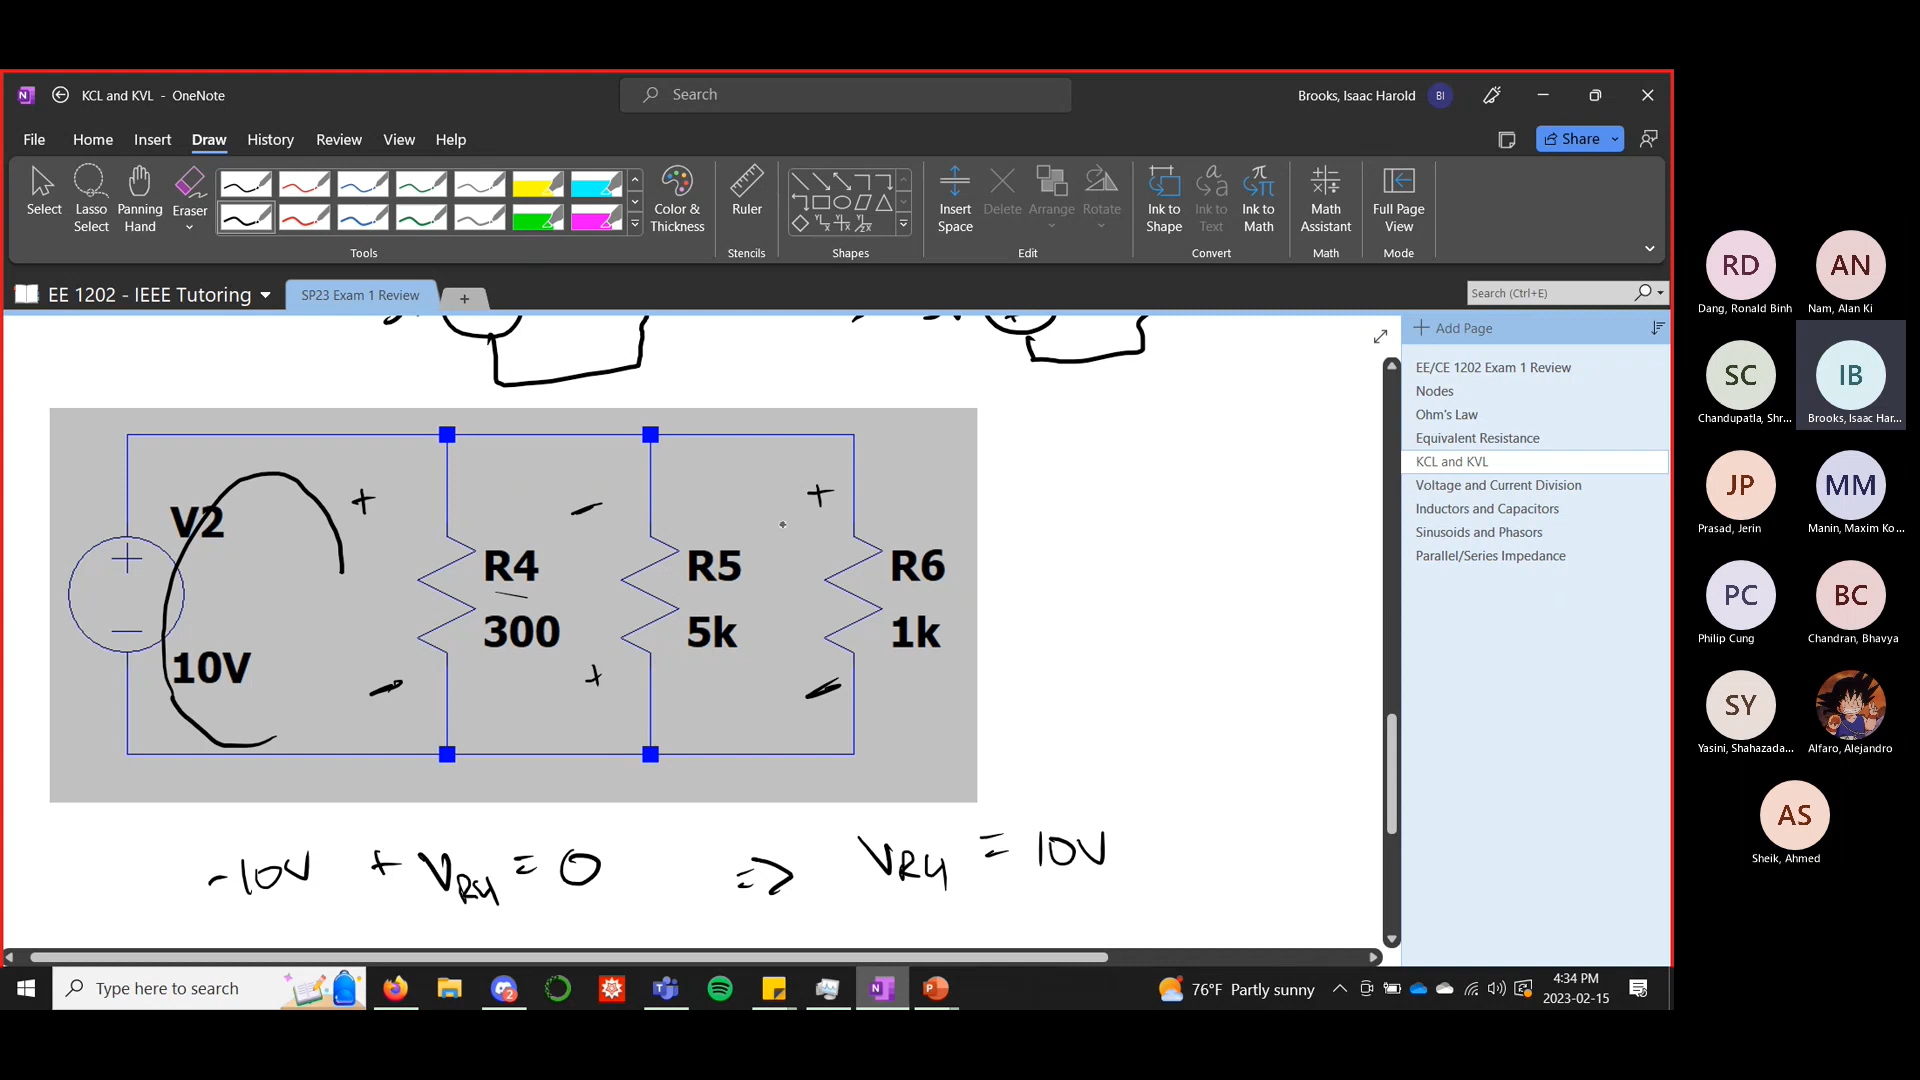 KCL and KVL - OneNote
Search
Brooks, Isaac Harold
BI
File Home Insert Draw History Review View Help
Share
Select
Lasso Select
Panning Hand
Eraser
Color & Thickness
Ruler
Insert Space
Delete
Arrange
Rotate
Ink to Shape
Ink to Text
Ink to Math
Math Assistant
Full Page View
Tools
Stencils
Shapes
Edit
Convert
Math
Mode
EE 1202 - IEEE Tutoring
SP23 Exam 1 Review
Search (Ctrl+E)
Add Page
EE/CE 1202 Exam 1 Review
Nodes
Ohm's Law
Equivalent Resistance
KCL and KVL
Voltage and Current Division
Inductors and Capacitors
Sinusoids and Phasors
Parallel/Series Impedance
+ - +
V2
+
-
R4 R5 R6
300 5k 1k
10V
- + -
-10V + VR4 = 0 => VR4 = 10V
Type here to search
76°F Partly sunny
4:34 PM
2023-02-15
RD
Dang, Ronald Binh
AN
Nam, Alan Ki
SC
Chandupatla, Shr...
IB
Brooks, Isaac Har...
JP
Prasad, Jerin
MM
Manin, Maxim Ko...
PC
Philip Cung
BC
Chandran, Bhavya
SY
Yasini, Shahazada...
Alfaro, Alejandro
AS
Sheik, Ahmed